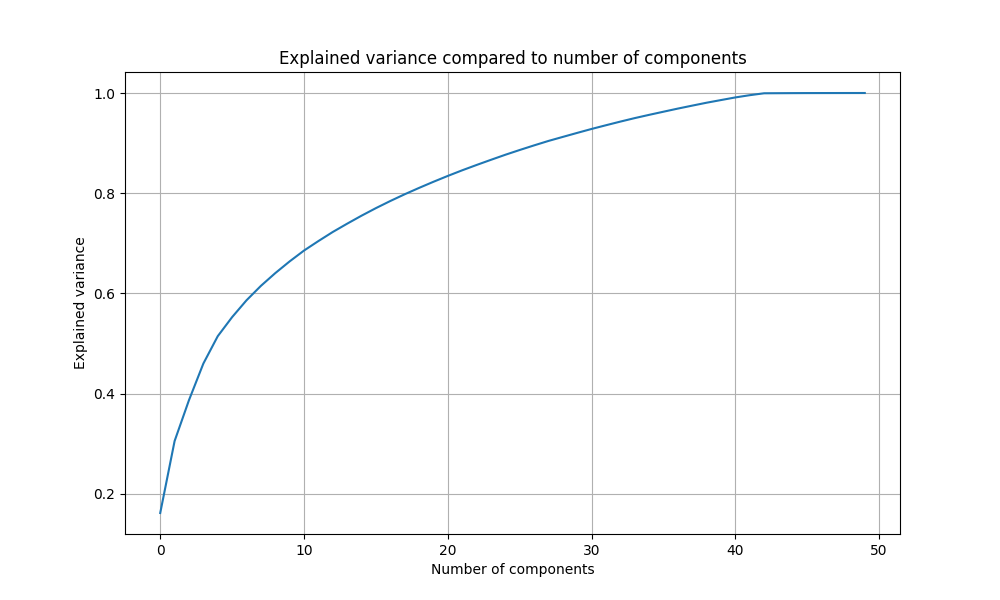 Explained variance compared to number of components
1.0
0.8
0.6
0.4
0.2
Explained variance
0 10 20 30 40 50
Number of components